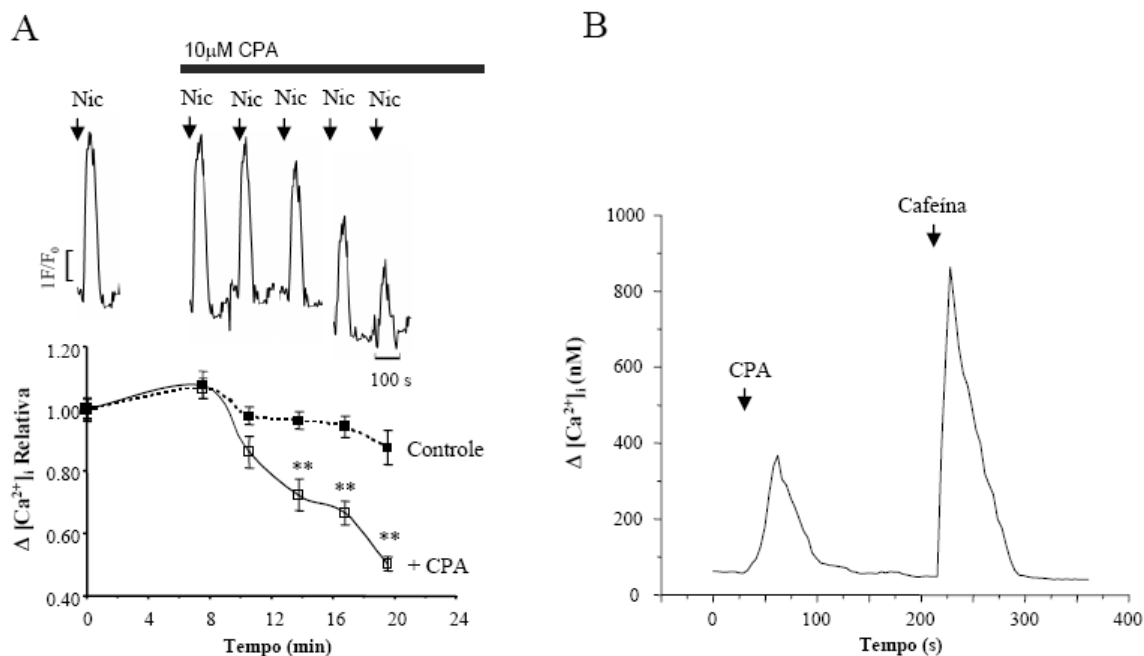 A
10µM CPA
Nic
Nic Nic Nic Nic Nic
1F/F₀
100 s
1.20
1.00
0.80
0.60
0.40
Δ [Ca²⁺]ᵢ Relativa
Controle
**
**
**
+ CPA
0 4 8 12 16 20 24
Tempo (min)
B
1000
800
600
400
200
0
Δ [Ca²⁺]ᵢ (nM)
CPA
Cafeína
0 100 200 300 400
Tempo (s)